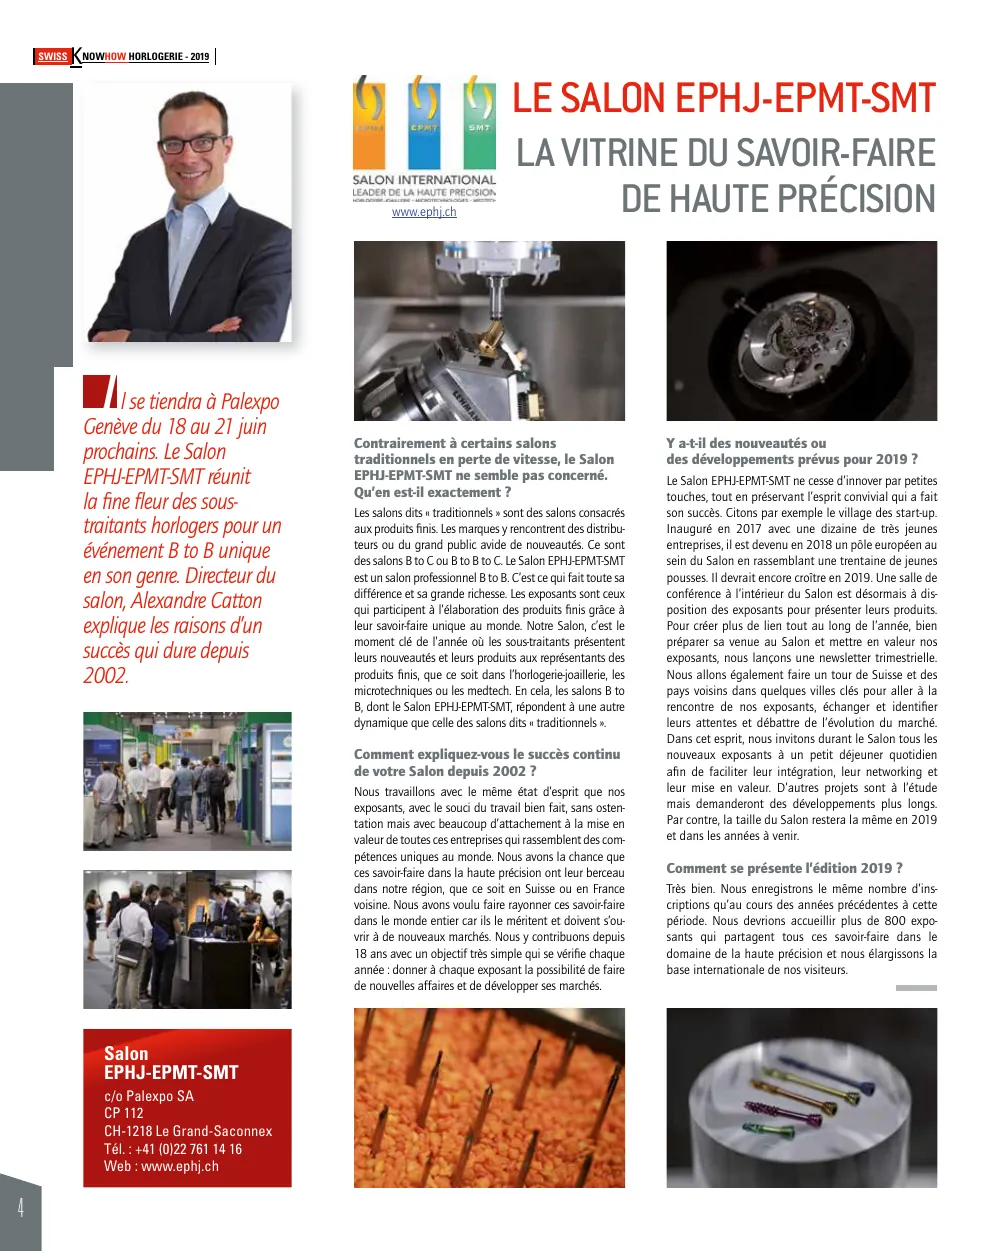 SWISS KNOWHOW HORLOGERIE - 2019
LE SALON EPHJ-EPMT-SMT
LA VITRINE DU SAVOIR-FAIRE
DE HAUTE PRÉCISION
EPHJ EPMT SMT
SALON INTERNATIONAL
LEADER DE LA HAUTE PRECISION
HORLOGERIE-JOAILLERIE - MICROTECHNOLOGIES - MEDTECH
www.ephj.ch
Il se tiendra à Palexpo
Genève du 18 au 21 juin
prochains. Le Salon
EPHJ-EPMT-SMT réunit
la fine fleur des sous-
traitants horlogers pour un
événement B to B unique
en son genre. Directeur du
salon, Alexandre Catton
explique les raisons d'un
succès qui dure depuis
2002.
Salon
EPHJ-EPMT-SMT
c/o Palexpo SA
CP 112
CH-1218 Le Grand-Saconnex
Tél. : +41 (0)22 761 14 16
Web : www.ephj.ch
LEHMANN
Contrairement à certains salons
traditionnels en perte de vitesse, le Salon
EPHJ-EPMT-SMT ne semble pas concerné.
Qu'en est-il exactement ?
Les salons dits « traditionnels » sont des salons consacrés
aux produits finis. Les marques y rencontrent des distribu-
teurs ou du grand public avide de nouveautés. Ce sont
des salons B to C ou B to B to C. Le Salon EPHJ-EPMT-SMT
est un salon professionnel B to B. C'est ce qui fait toute sa
différence et sa grande richesse. Les exposants sont ceux
qui participent à l'élaboration des produits finis grâce à
leur savoir-faire unique au monde. Notre Salon, c'est le
moment clé de l'année où les sous-traitants présentent
leurs nouveautés et leurs produits aux représentants des
produits finis, que ce soit dans l'horlogerie-joaillerie, les
microtechniques ou les medtech. En cela, les salons B to
B, dont le Salon EPHJ-EPMT-SMT, répondent à une autre
dynamique que celle des salons dits « traditionnels ».
Comment expliquez-vous le succès continu
de votre Salon depuis 2002 ?
Nous travaillons avec le même état d'esprit que nos
exposants, avec le souci du travail bien fait, sans osten-
tation mais avec beaucoup d'attachement à la mise en
valeur de toutes ces entreprises qui rassemblent des com-
pétences uniques au monde. Nous avons la chance que
ces savoir-faire dans la haute précision ont leur berceau
dans notre région, que ce soit en Suisse ou en France
voisine. Nous avons voulu faire rayonner ces savoir-faire
dans le monde entier car ils le méritent et doivent s'ou-
vrir à de nouveaux marchés. Nous y contribuons depuis
18 ans avec un objectif très simple qui se vérifie chaque
année : donner à chaque exposant la possibilité de faire
de nouvelles affaires et de développer ses marchés.
Y a-t-il des nouveautés ou
des développements prévus pour 2019 ?
Le Salon EPHJ-EPMT-SMT ne cesse d'innover par petites
touches, tout en préservant l'esprit convivial qui a fait
son succès. Citons par exemple le village des start-up.
Inauguré en 2017 avec une dizaine de très jeunes
entreprises, il est devenu en 2018 un pôle européen au
sein du Salon en rassemblant une trentaine de jeunes
pousses. Il devrait encore croître en 2019. Une salle de
conférence à l'intérieur du Salon est désormais à dis-
position des exposants pour présenter leurs produits.
Pour créer plus de lien tout au long de l'année, bien
préparer sa venue au Salon et mettre en valeur nos
exposants, nous lançons une newsletter trimestrielle.
Nous allons également faire un tour de Suisse et des
pays voisins dans quelques villes clés pour aller à la
rencontre de nos exposants, échanger et identifier
leurs attentes et débattre de l'évolution du marché.
Dans cet esprit, nous invitons durant le Salon tous les
nouveaux exposants à un petit déjeuner quotidien
afin de faciliter leur intégration, leur networking et
leur mise en valeur. D'autres projets sont à l'étude
mais demanderont des développements plus longs.
Par contre, la taille du Salon restera la même en 2019
et dans les années à venir.
Comment se présente l'édition 2019 ?
Très bien. Nous enregistrons le même nombre d'ins-
criptions qu'au cours des années précédentes à cette
période. Nous devrions accueillir plus de 800 expo-
sants qui partagent tous ces savoir-faire dans le
domaine de la haute précision et nous élargissons la
base internationale de nos visiteurs.
4